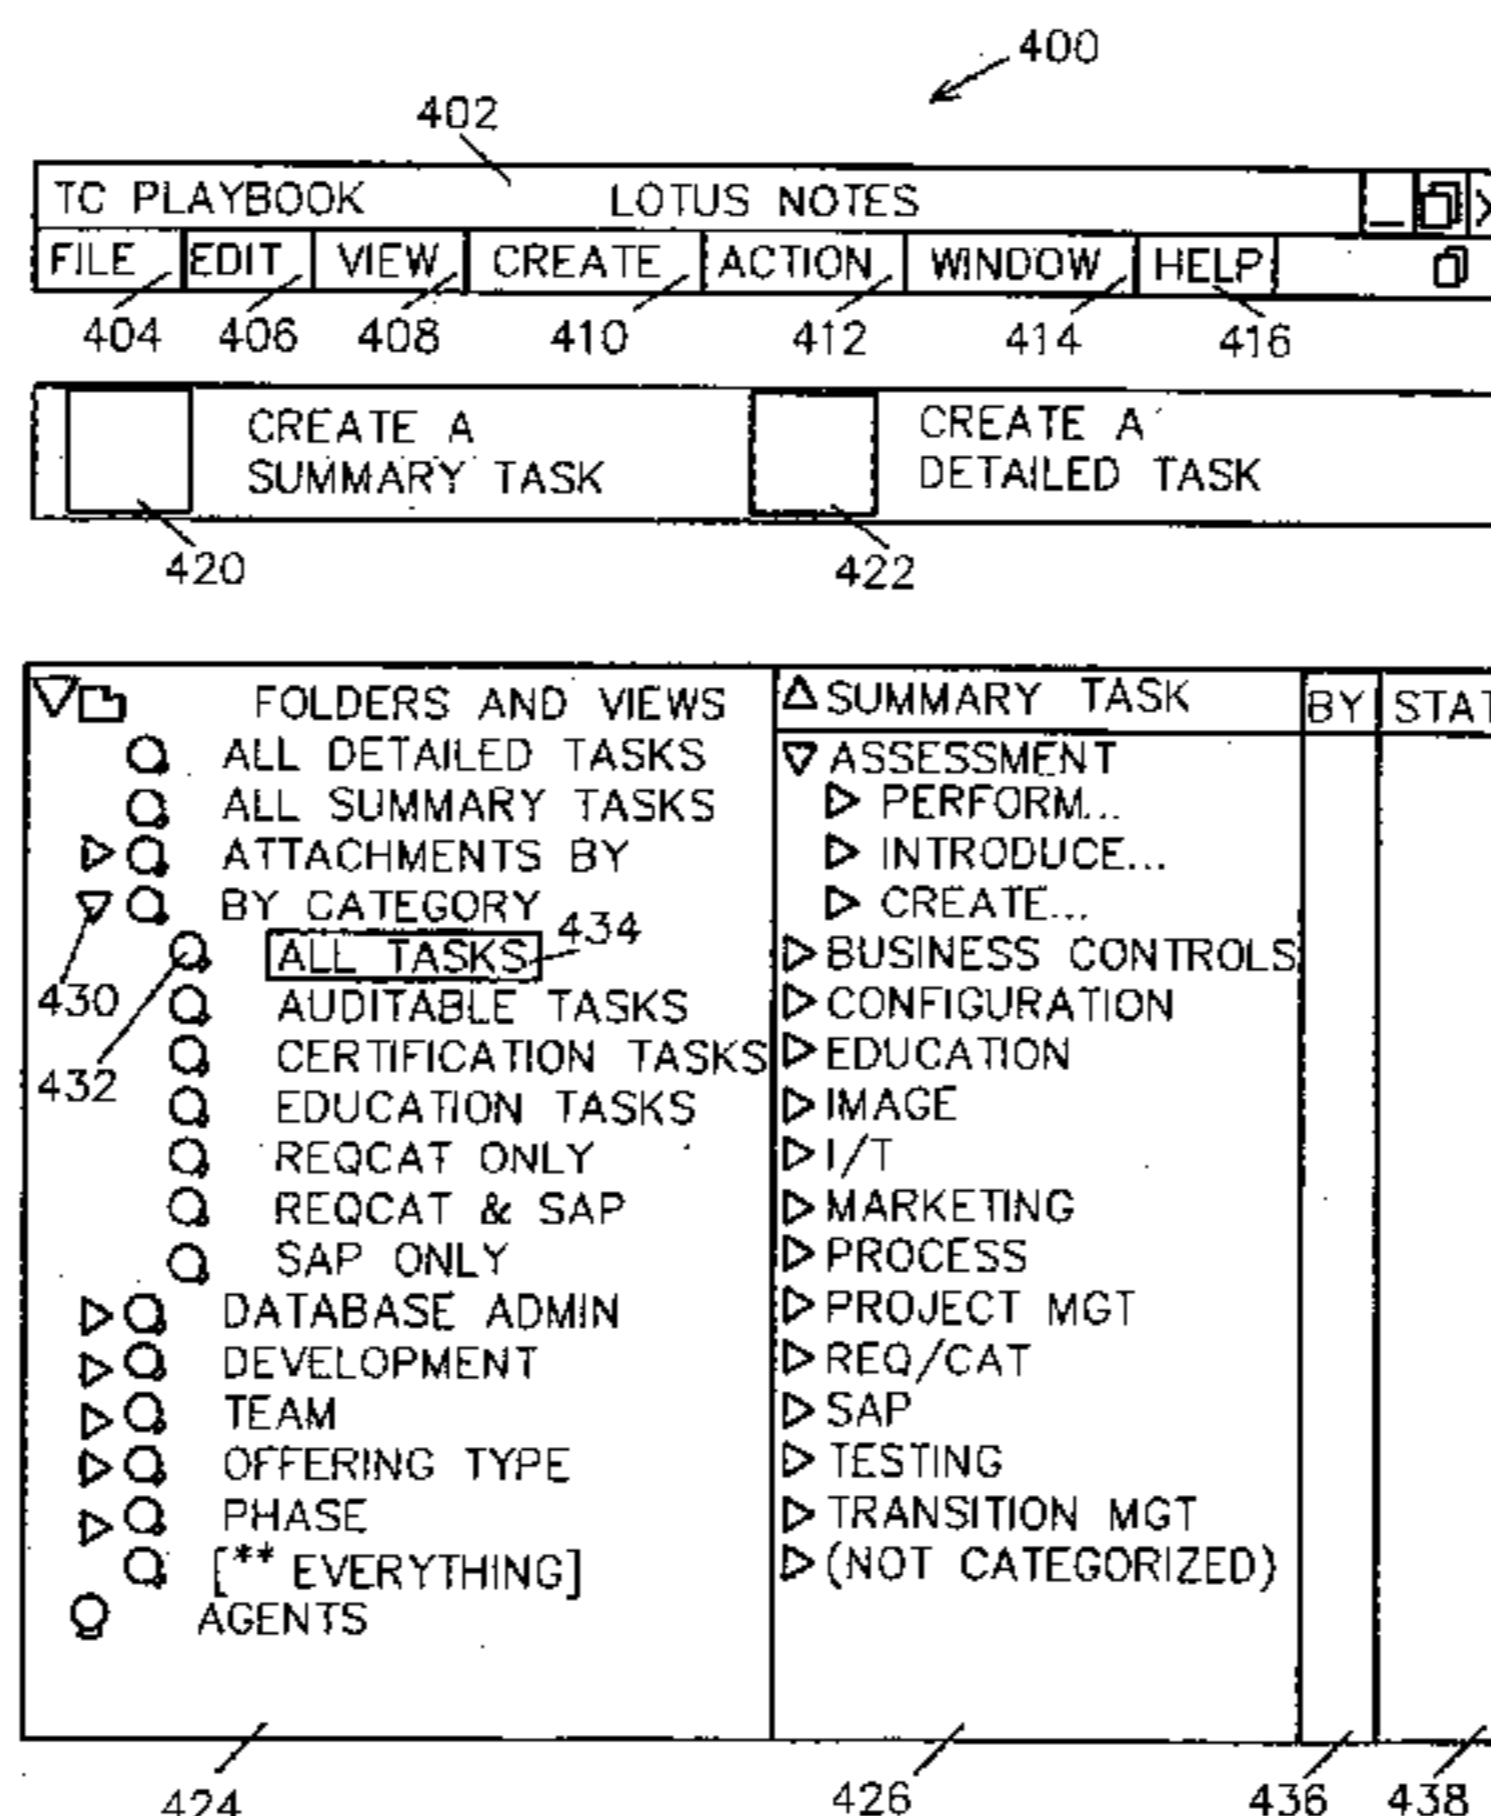 400
402
TC PLAYBOOK LOTUS NOTES
FILE EDIT VIEW CREATE ACTION WINDOW HELP
404 406 408 410 412 414 416
CREATE A
SUMMARY TASK
CREATE A
DETAILED TASK
420 422
FOLDERS AND VIEWS
ALL DETAILED TASKS
ALL SUMMARY TASKS
ATTACHMENTS BY
BY CATEGORY
434
ALL TASKS
430
AUDITABLE TASKS
CERTIFICATION TASKS
432
EDUCATION TASKS
REQCAT ONLY
REQCAT & SAP
SAP ONLY
DATABASE ADMIN
DEVELOPMENT
TEAM
OFFERING TYPE
PHASE
[** EVERYTHING]
AGENTS
SUMMARY TASK BY STAT
ASSESSMENT
PERFORM...
INTRODUCE...
CREATE...
BUSINESS CONTROLS
CONFIGURATION
EDUCATION
IMAGE
I/T
MARKETING
PROCESS
PROJECT MGT
REQ/CAT
SAP
TESTING
TRANSITION MGT
(NOT CATEGORIZED)
424 426 436 438